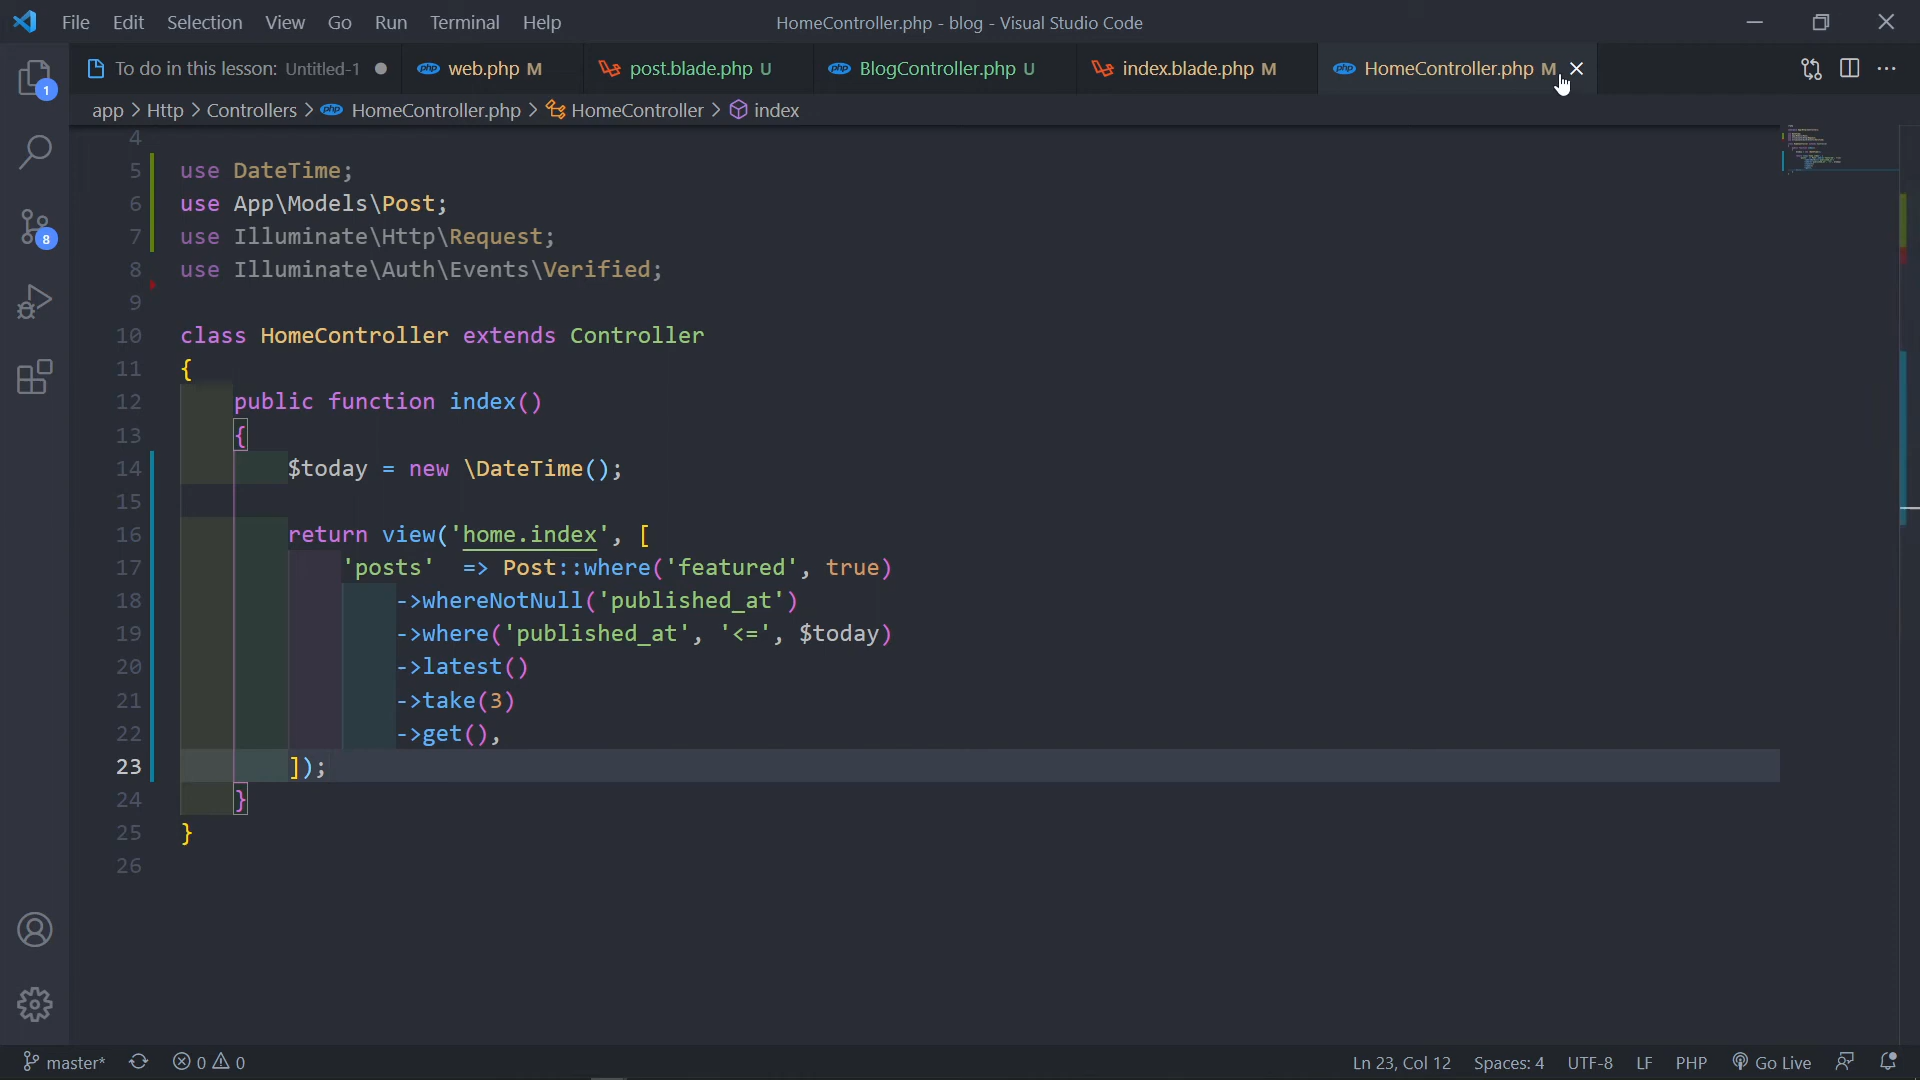 File Edit Selection View Go Run Terminal Help HomeController.php - blog - Visual Studio Code
To do in this lesson: Untitled-1 web.php M post.blade.php U BlogController.php U index.blade.php M HomeController.php M
app > Http > Controllers > HomeController.php > HomeController > index
4
5 use DateTime;
6 use App\Models\Post;
7 use Illuminate\Http\Request;
8 use Illuminate\Auth\Events\Verified;
9
10 class HomeController extends Controller
11 {
12 public function index()
13 {
14 $today = new \DateTime();
15
16 return view('home.index', [
17 'posts' => Post::where('featured', true)
18 ->whereNotNull('published_at')
19 ->where('published_at', '<=', $today)
20 ->latest()
21 ->take(3)
22 ->get(),
23 ]);
24 }
25 }
26
1
8
master* 0 0 Ln 23, Col 12 Spaces: 4 UTF-8 LF PHP Go Live